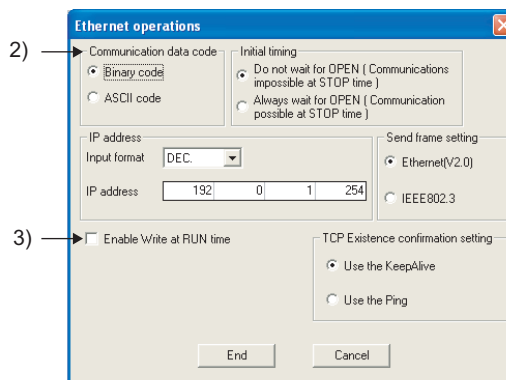 Ethernet operations
2)
Communication data code
Binary code
ASCII code
Initial timing
Do not wait for OPEN ( Communications
impossible at STOP time )
Always wait for OPEN ( Communication
possible at STOP time )
IP address
Input format DEC.
IP address 192 0 1 254
Send frame setting
Ethernet(V2.0)
IEEE802.3
3)
Enable Write at RUN time
TCP Existence confirmation setting
Use the KeepAlive
Use the Ping
End
Cancel